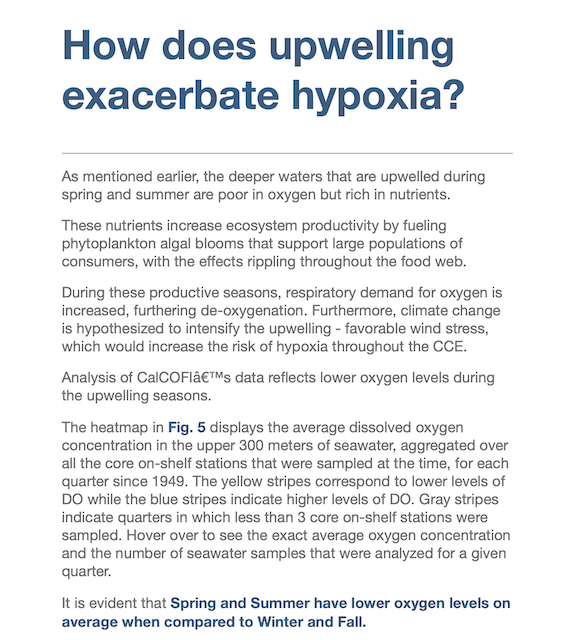 How does upwelling
exacerbate hypoxia?
As mentioned earlier, the deeper waters that are upwelled during
spring and summer are poor in oxygen but rich in nutrients.
These nutrients increase ecosystem productivity by fueling
phytoplankton algal blooms that support large populations of
consumers, with the effects rippling throughout the food web.
During these productive seasons, respiratory demand for oxygen is
increased, furthering de-oxygenation. Furthermore, climate change
is hypothesized to intensify the upwelling - favorable wind stress,
which would increase the risk of hypoxia throughout the CCE.
Analysis of CalCOFIâ€™s data reflects lower oxygen levels during
the upwelling seasons.
The heatmap in Fig. 5 displays the average dissolved oxygen
concentration in the upper 300 meters of seawater, aggregated over
all the core on-shelf stations that were sampled at the time, for each
quarter since 1949. The yellow stripes correspond to lower levels of
DO while the blue stripes indicate higher levels of DO. Gray stripes
indicate quarters in which less than 3 core on-shelf stations were
sampled. Hover over to see the exact average oxygen concentration
and the number of seawater samples that were analyzed for a given
quarter.
It is evident that Spring and Summer have lower oxygen levels on
average when compared to Winter and Fall.